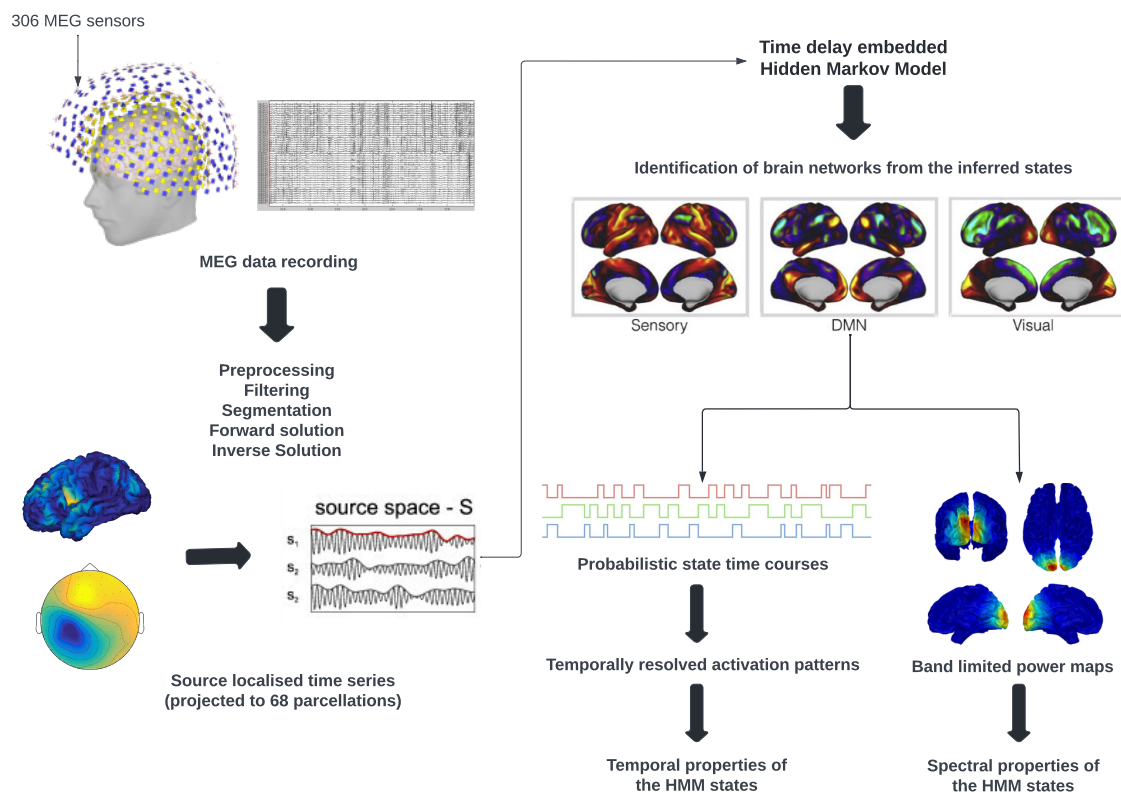 306 MEG sensors
MEG data recording
Preprocessing
Filtering
Segmentation
Forward solution
Inverse Solution
source space - S
S1
S2
S2
Source localised time series
(projected to 68 parcellations)
Time delay embedded
Hidden Markov Model
Identification of brain networks from the inferred states
Sensory
DMN
Visual
Probabilistic state time courses
Temporally resolved activation patterns
Temporal properties of
the HMM states
Band limited power maps
Spectral properties of
the HMM states